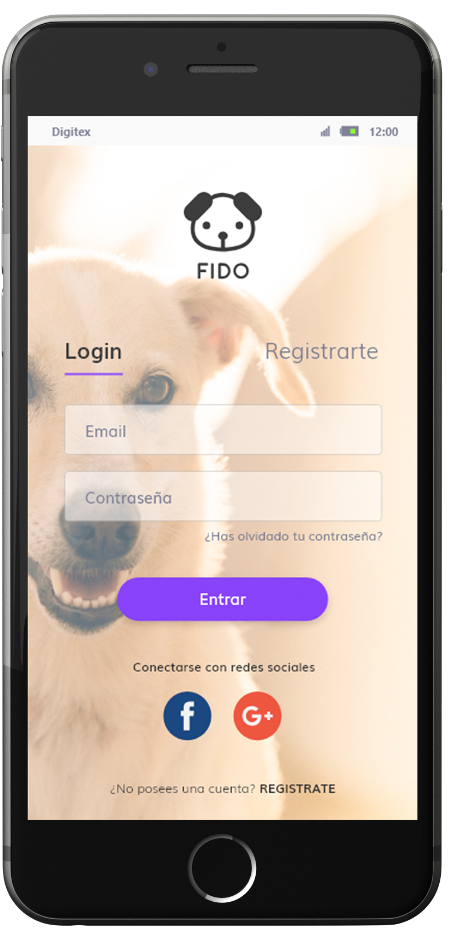 Digitex 12:00
FIDO
Login Registrarte
Email
Contraseña
¿Has olvidado tu contraseña?
Entrar
Conectarse con redes sociales
f G+
¿No posees una cuenta? REGISTRATE